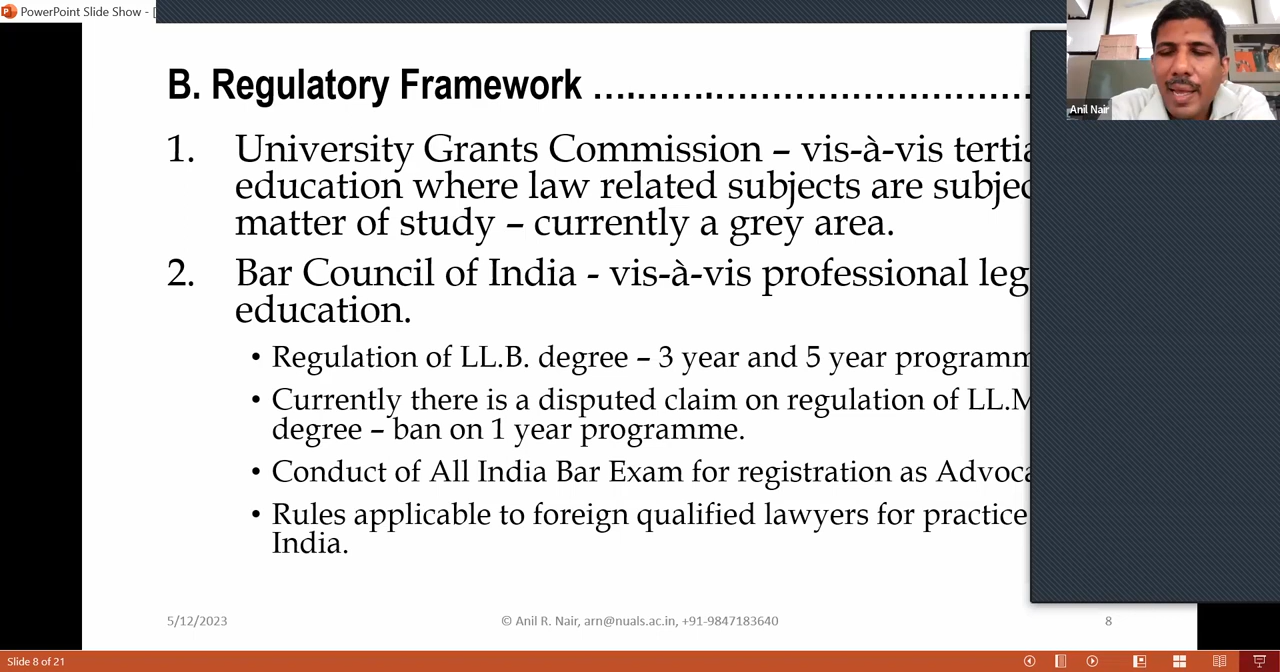 PowerPoint Slide Show - [
Anil Nair
B. Regulatory Framework ….…….……………………………
1. University Grants Commission – vis-à-vis tertia
education where law related subjects are subjec
matter of study – currently a grey area.
2. Bar Council of India - vis-à-vis professional leg
education.
• Regulation of LL.B. degree – 3 year and 5 year programm
• Currently there is a disputed claim on regulation of LL.M
degree – ban on 1 year programme.
• Conduct of All India Bar Exam for registration as Advoca
• Rules applicable to foreign qualified lawyers for practice
India.
5/12/2023
© Anil R. Nair, arn@nuals.ac.in, +91-9847183640
8
Slide 8 of 21